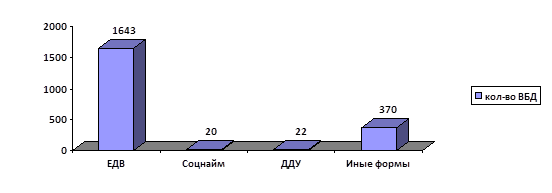 2000
1500
1000
500
0
1643
20
22
370
ЕДВ
Соцнайм
ДДУ
Иные формы
кол-во ВБД